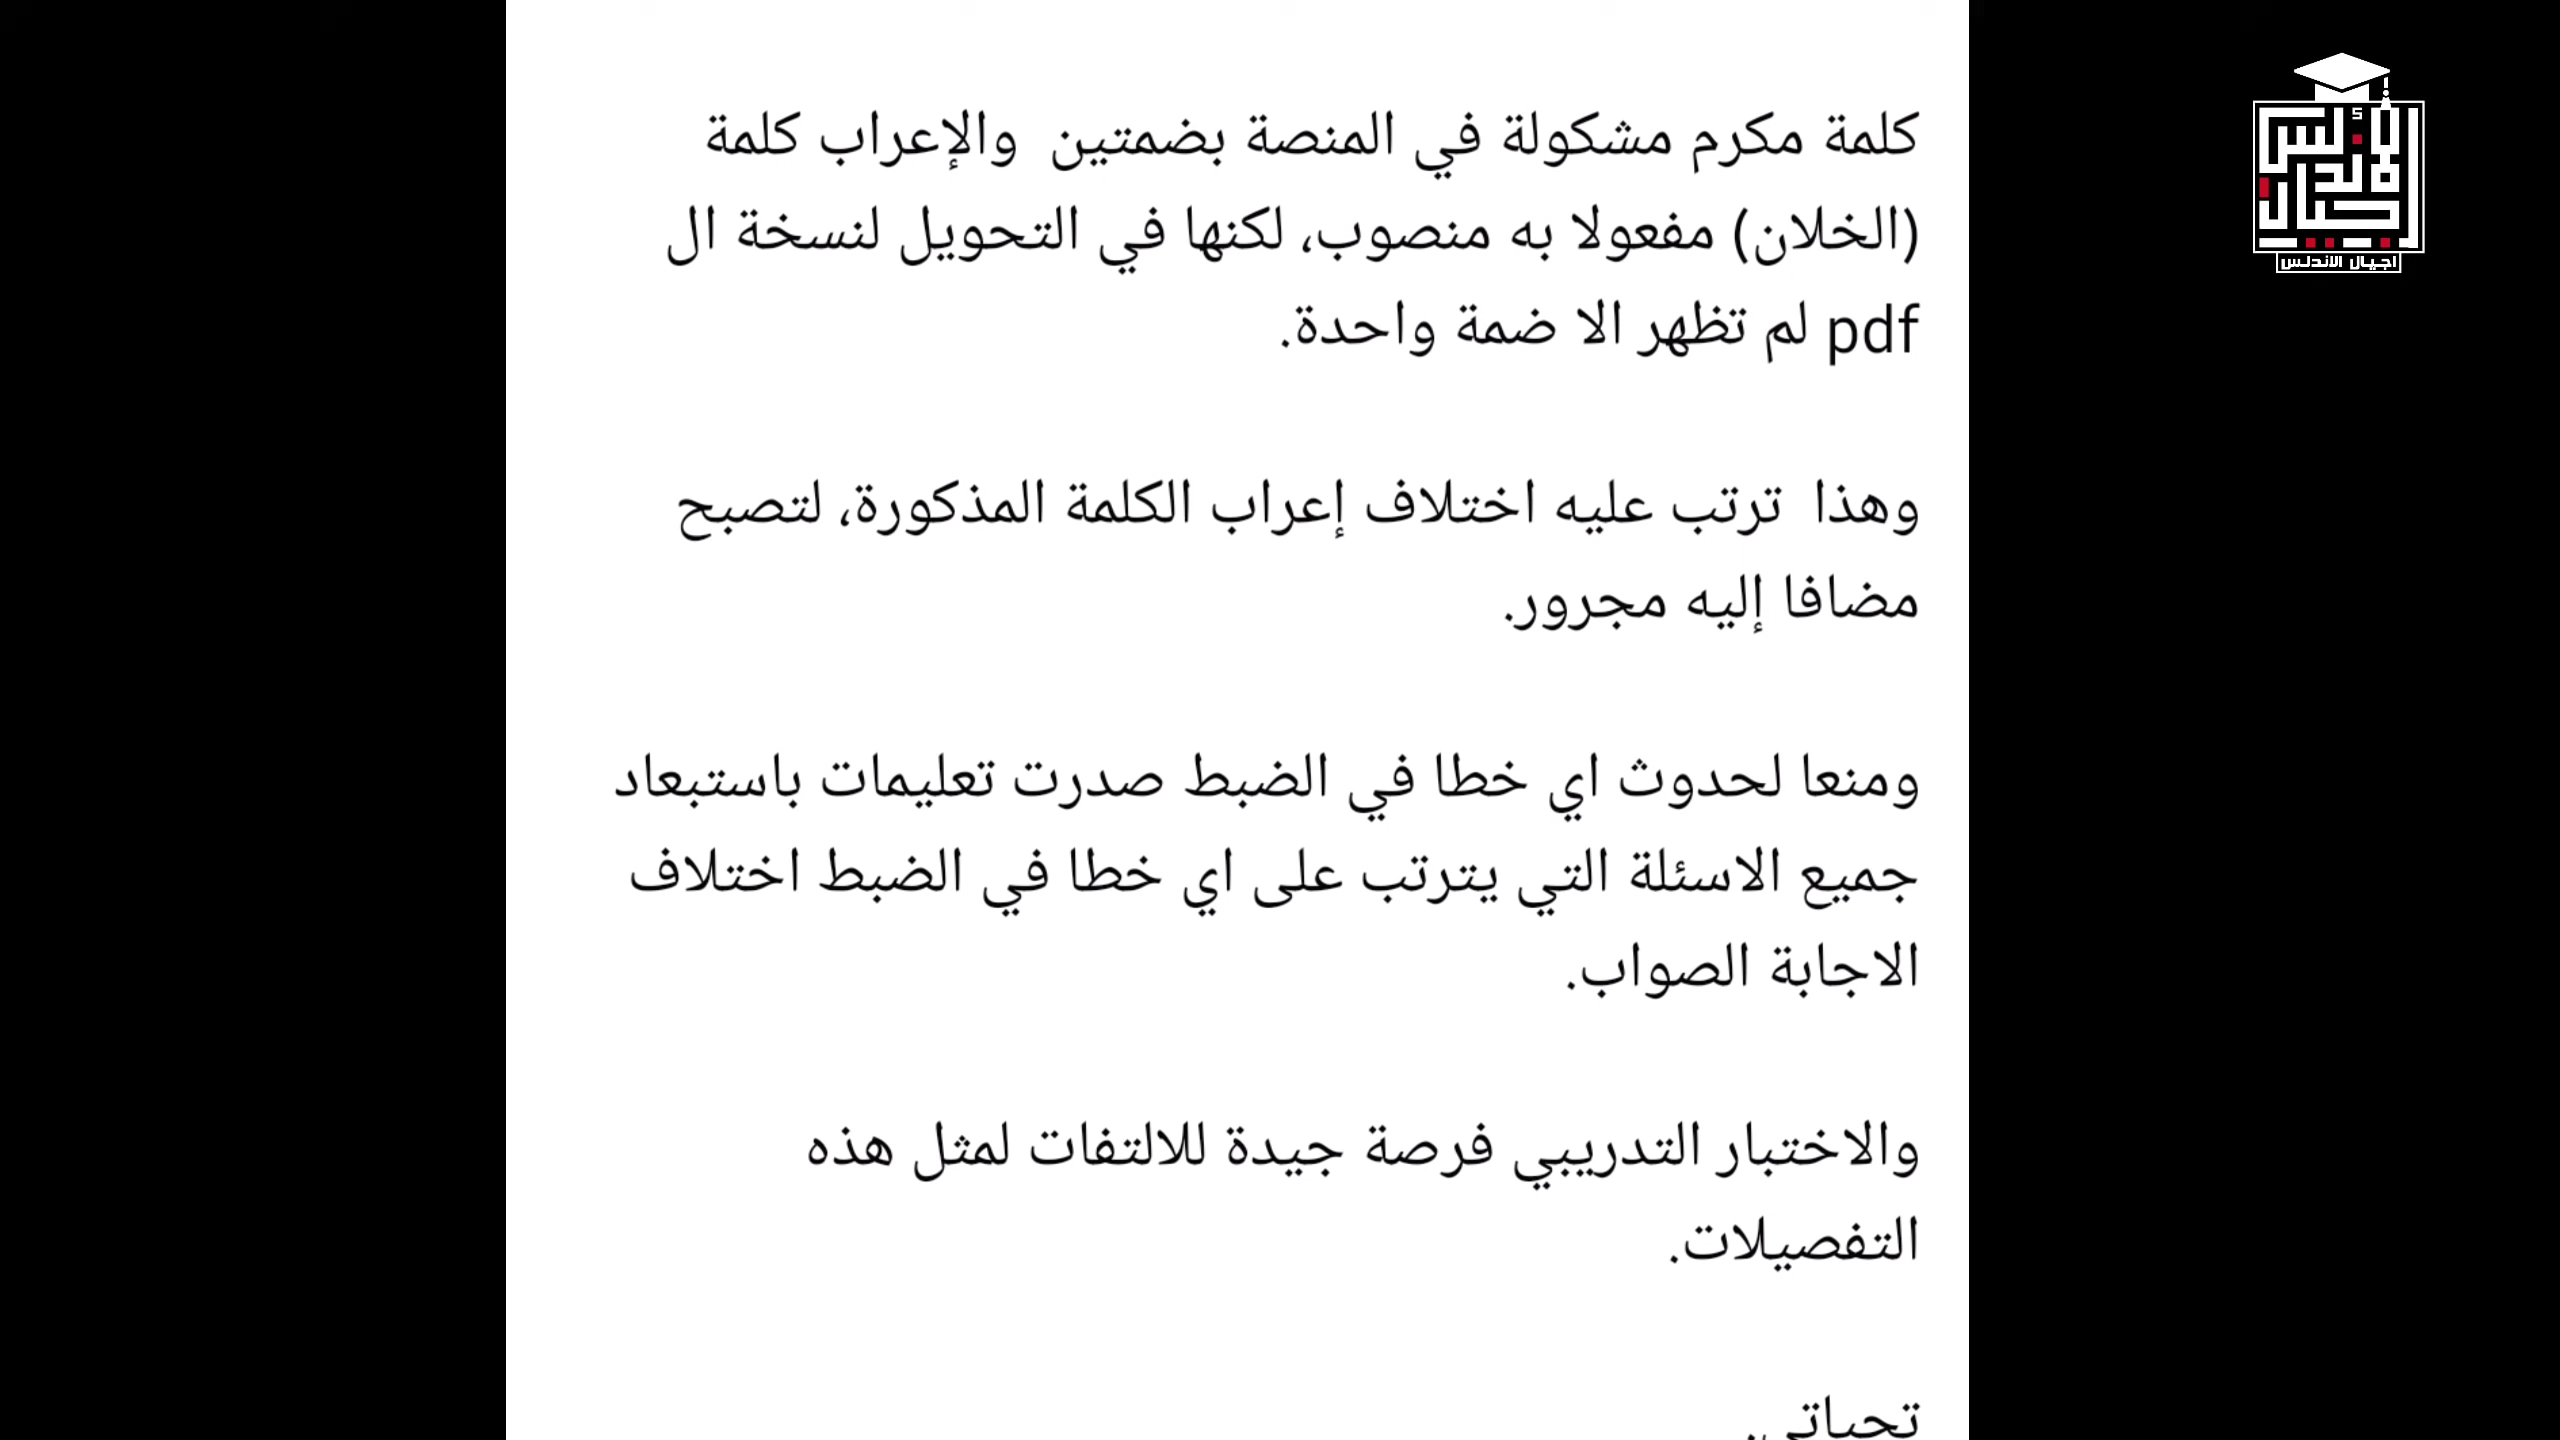 كلمة مكرم مشكولة في المنصة بضمتين والإعراب كلمة
(الخلان) مفعولا به منصوب، لكنها في التحويل لنسخة ال
pdf لم تظهر الا ضمة واحدة.
وهذا ترتب عليه اختلاف إعراب الكلمة المذكورة، لتصبح
مضافا إليه مجرور.
ومنعا لحدوث اي خطا في الضبط صدرت تعليمات باستبعاد
جميع الاسئلة التي يترتب على اي خطا في الضبط اختلاف
الاجابة الصواب.
والاختبار التدريبي فرصة جيدة للالتفات لمثل هذه
التفصيلات.
تحياتي.
اجيال الاندلس